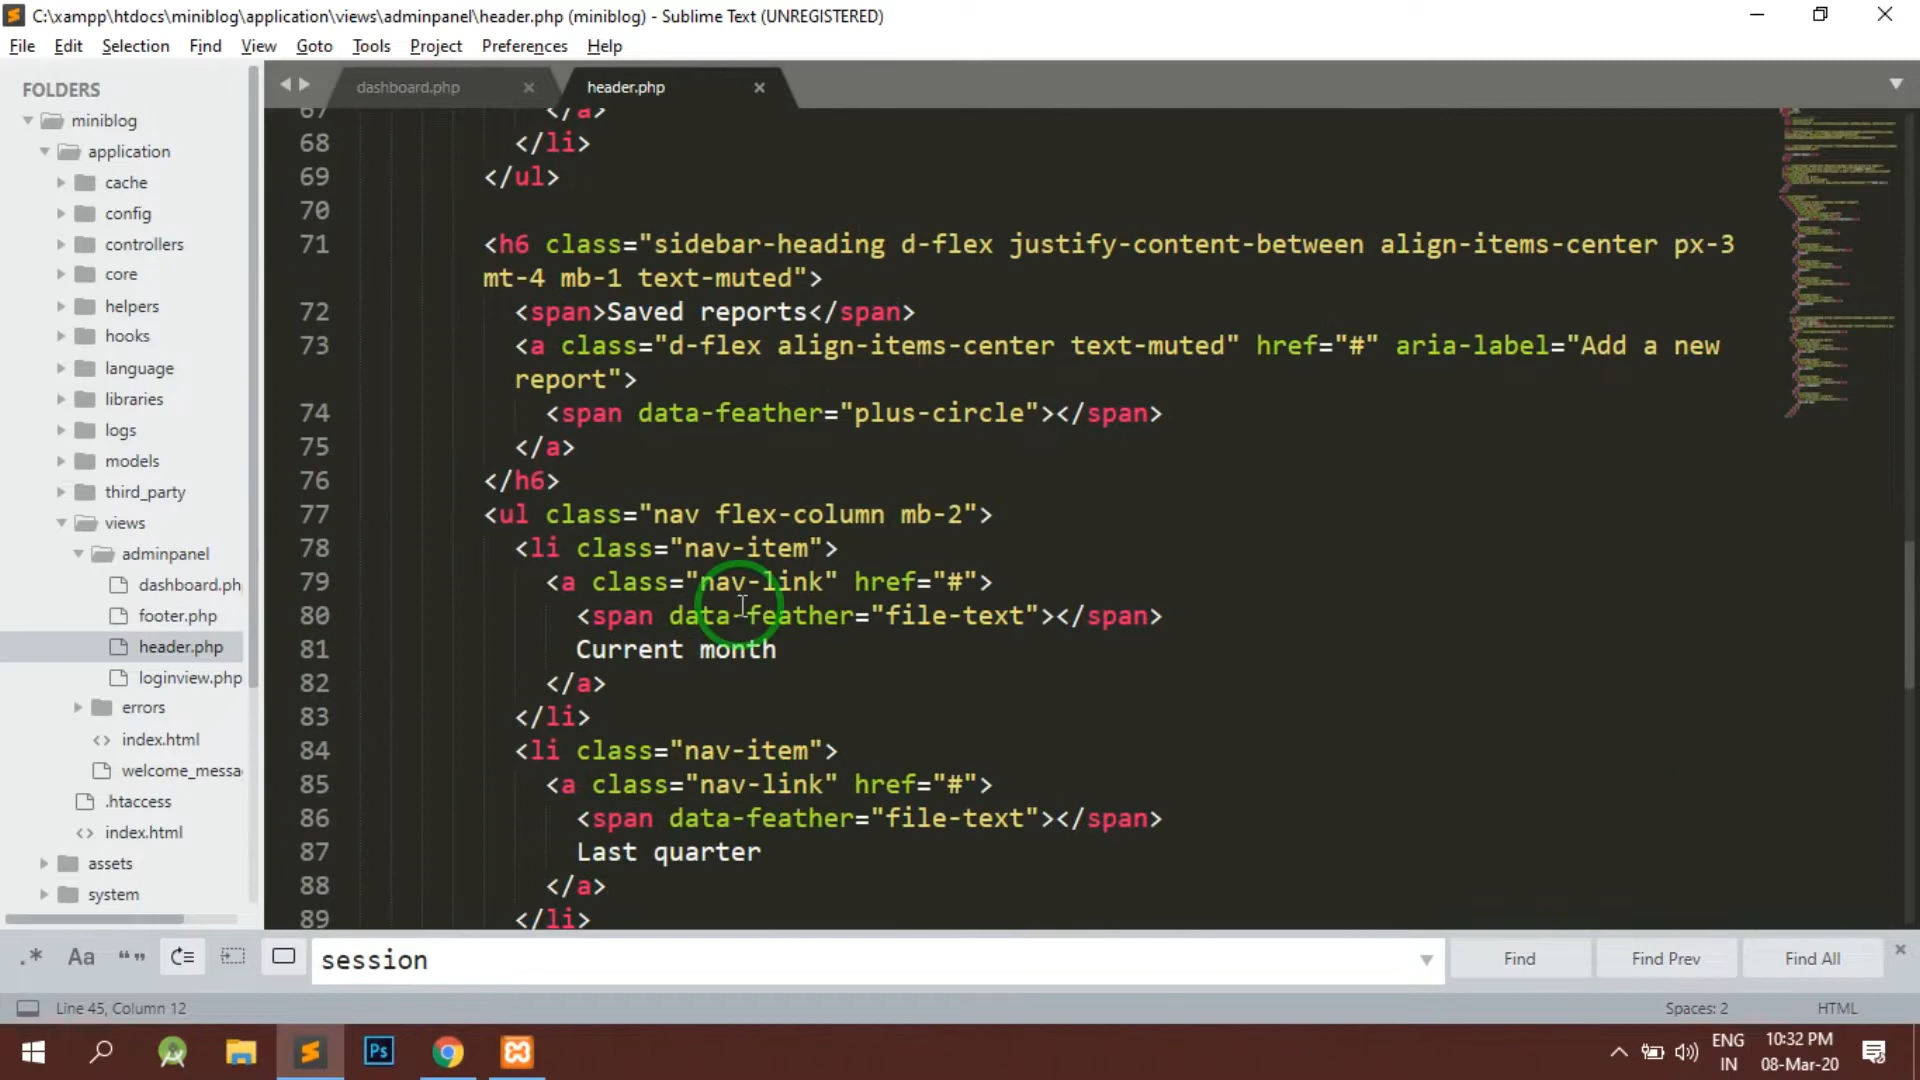 C:\xampp\htdocs\miniblog\application\views\adminpanel\header.php (miniblog) - Sublime Text (UNREGISTERED)
File Edit Selection Find View Goto Tools Project Preferences Help
FOLDERS
miniblog
application
cache
config
controllers
core
helpers
hooks
language
libraries
logs
models
third_party
views
adminpanel
dashboard.ph
footer.php
header.php
loginview.php
errors
index.html
welcome_messa
.htaccess
index.html
assets
system
dashboard.php
header.php
67 </a>
68 </li>
69 </ul>
70
71 <h6 class="sidebar-heading d-flex justify-content-between align-items-center px-3
mt-4 mb-1 text-muted">
72 <span>Saved reports</span>
73 <a class="d-flex align-items-center text-muted" href="#" aria-label="Add a new
report">
74 <span data-feather="plus-circle"></span>
75 </a>
76 </h6>
77 <ul class="nav flex-column mb-2">
78 <li class="nav-item">
79 <a class="nav-link" href="#">
80 <span data-feather="file-text"></span>
81 Current month
82 </a>
83 </li>
84 <li class="nav-item">
85 <a class="nav-link" href="#">
86 <span data-feather="file-text"></span>
87 Last quarter
88 </a>
89 </li>
.* Aa “” session Find Find Prev Find All
Line 45, Column 12 Spaces: 2 HTML
Ps
ENG
IN
10:32 PM
08-Mar-20